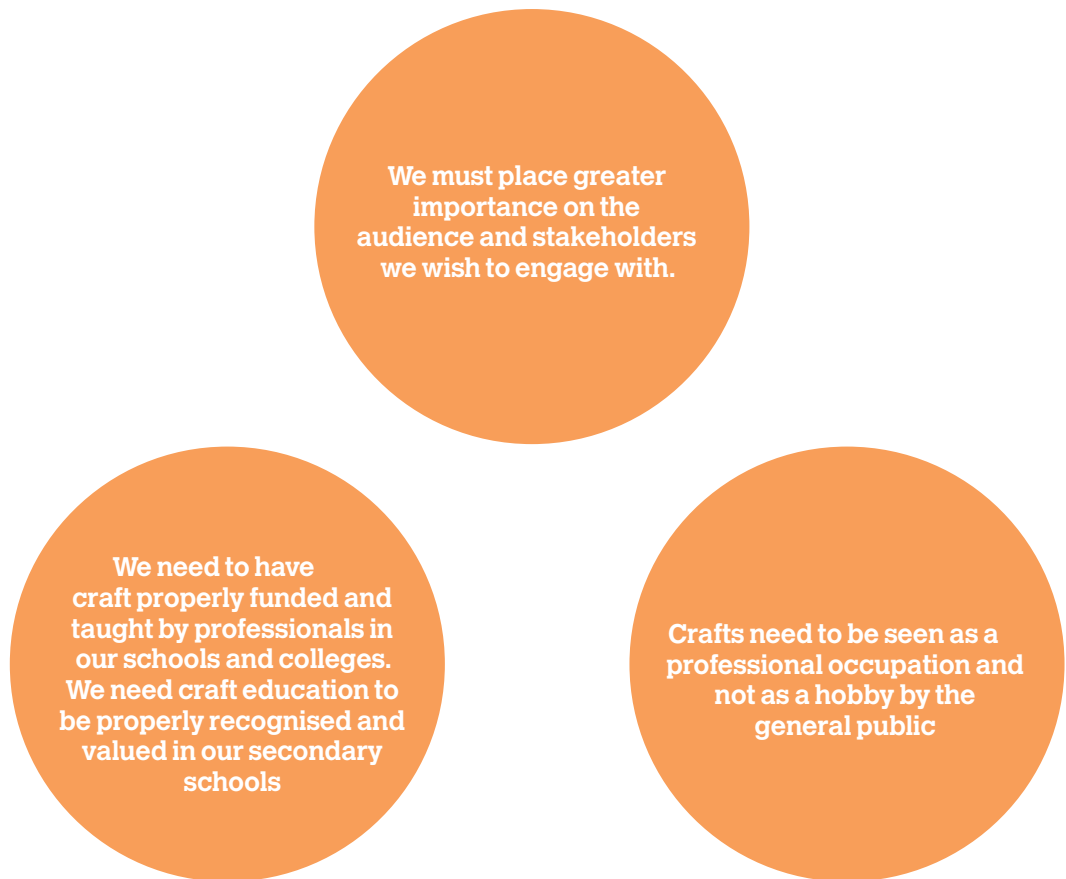 We must place greater
importance on the
audience and stakeholders
we wish to engage with.
We need to have
craft properly funded and
taught by professionals in
our schools and colleges.
We need craft education to
be properly recognised and
valued in our secondary
schools
Crafts need to be seen as a
professional occupation and
not as a hobby by the
general public